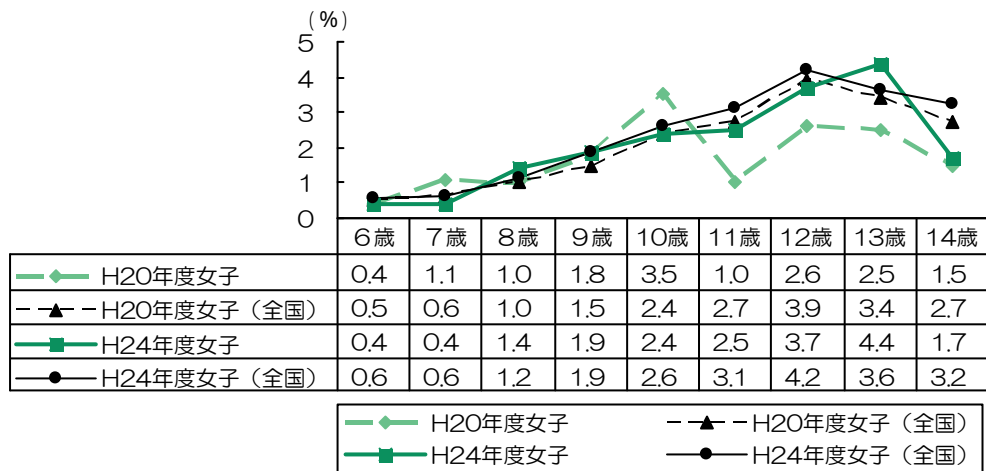 (%)
5
4
3
2
1
0
6歳 7歳 8歳 9歳 10歳 11歳 12歳 13歳 14歳
H20年度女子 0.4 1.1 1.0 1.8 3.5 1.0 2.6 2.5 1.5
H20年度女子（全国） 0.5 0.6 1.0 1.5 2.4 2.7 3.9 3.4 2.7
H24年度女子 0.4 0.4 1.4 1.9 2.4 2.5 3.7 4.4 1.7
H24年度女子（全国） 0.6 0.6 1.2 1.9 2.6 3.1 4.2 3.6 3.2
H20年度女子 H20年度女子（全国）
H24年度女子 H24年度女子（全国）